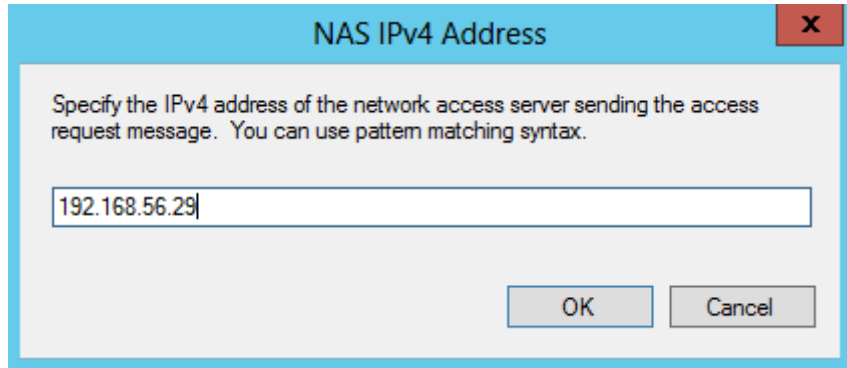 NAS IPv4 Address
x
Specify the IPv4 address of the network access server sending the access
request message. You can use pattern matching syntax.
192.168.56.29
OK Cancel